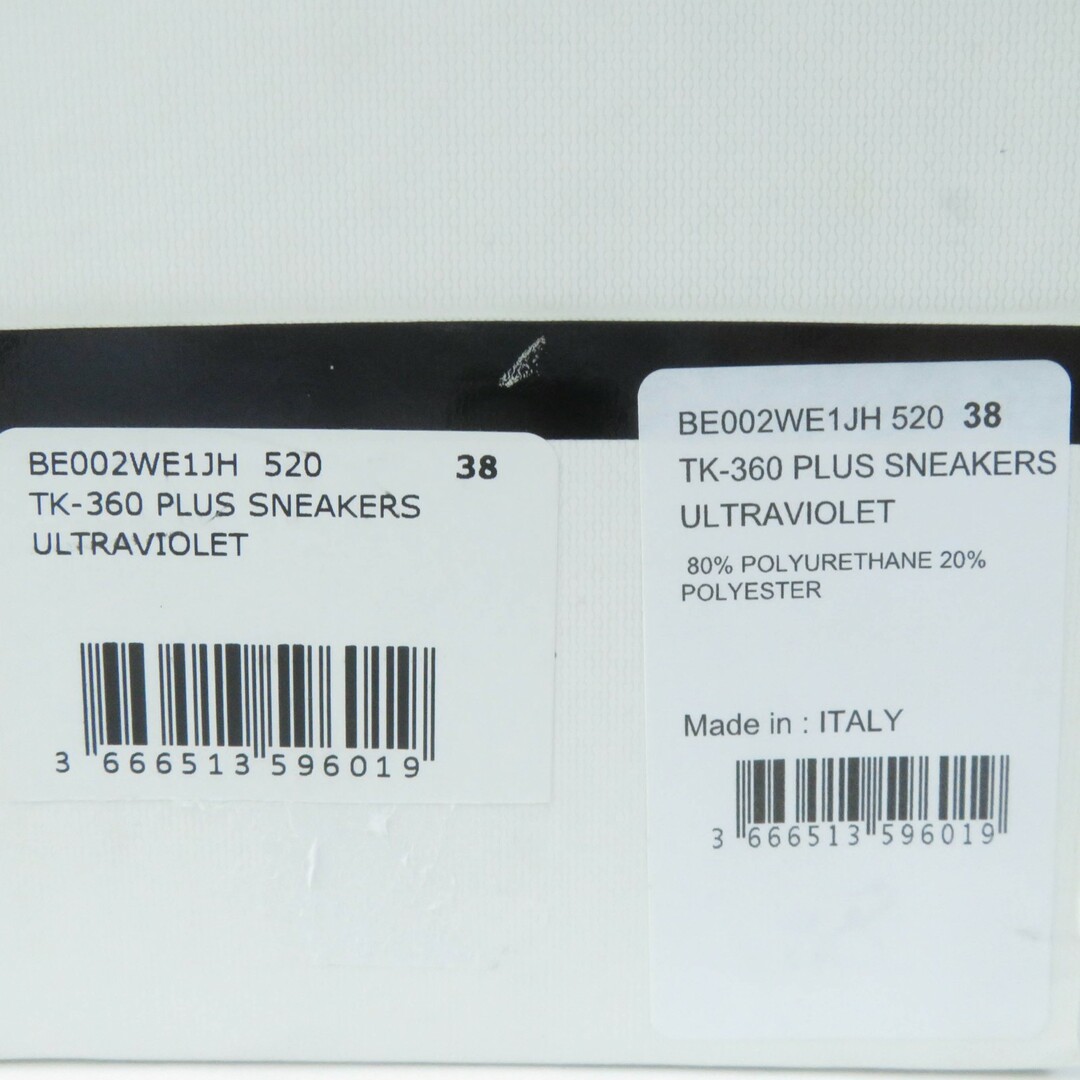 BE002WE1JH 520 38
TK-360 PLUS SNEAKERS
ULTRAVIOLET
3 666513 596019
BE002WE1JH 520 38
TK-360 PLUS SNEAKERS
ULTRAVIOLET
80% POLYURETHANE 20%
POLYESTER
Made in : ITALY
3 666513 596019